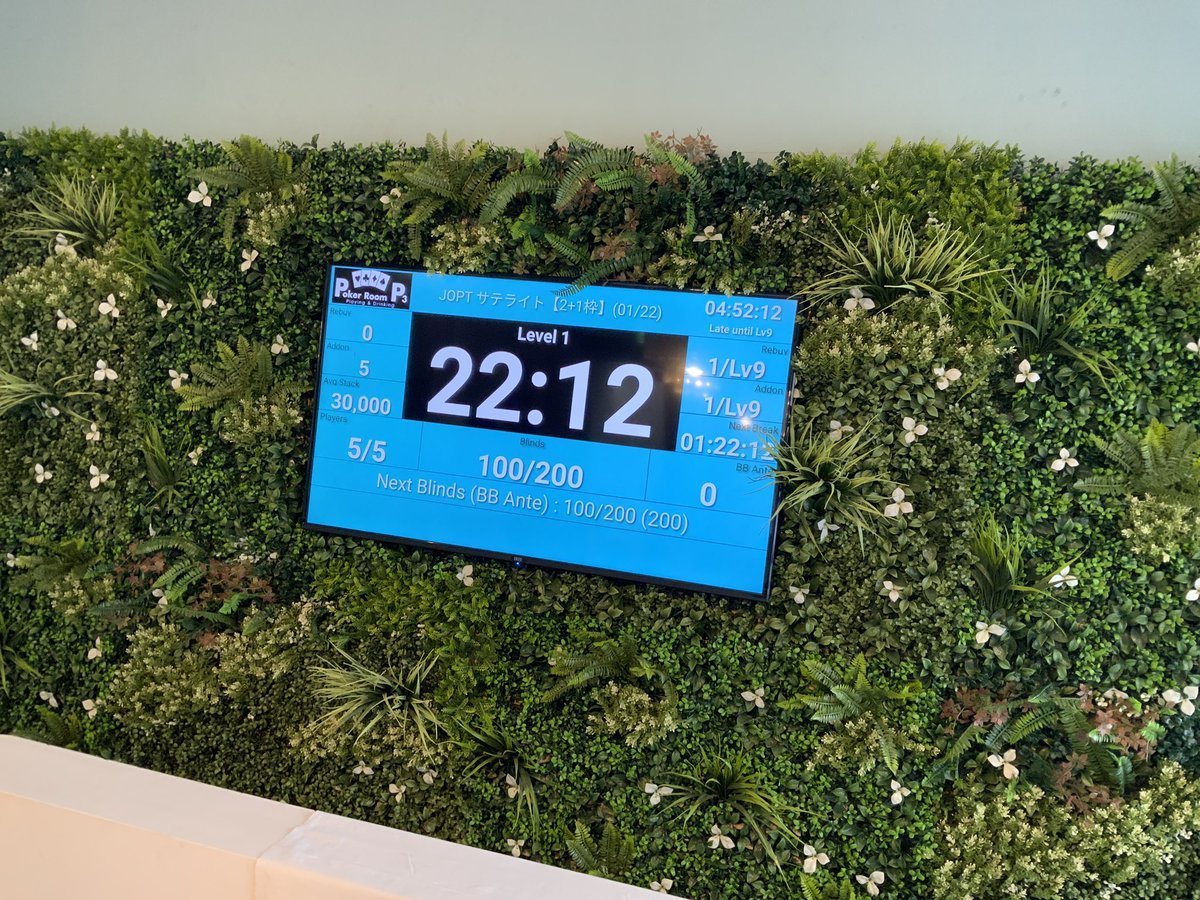 Poker Room P3
Playing & Drinking
JOPT サテライト 【2+1枠】 (01/22)
04:52:12
Late until Lv9
Rebuy
0
Addon
5
Avg Stack
30,000
Players
5/5
Level 1
22:12
Blinds
100/200
Next Blinds (BB Ante) : 100/200 (200)
Rebuy
1/Lv9
Addon
1/Lv9
Next Break
01:22:12
BB Ante
0